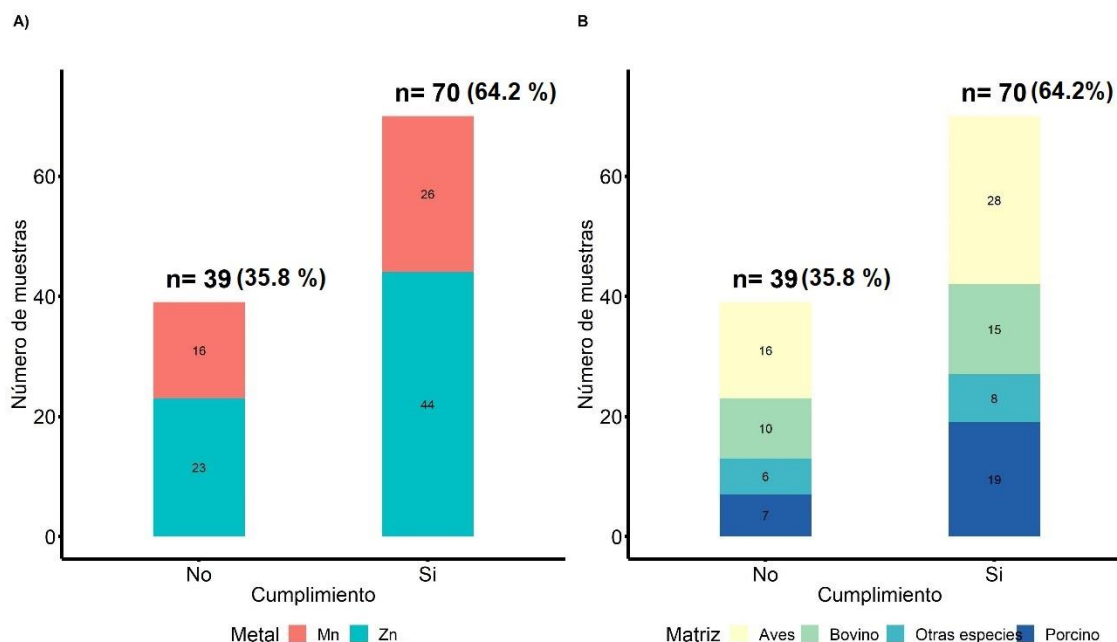 A)
n= 70 (64.2 %)
n= 39 (35.8 %)
Número de muestras
60
40
20
0
26
44
16
23
No
Si
Cumplimiento
Metal
Mn
Zn
B
n= 70 (64.2%)
n= 39 (35.8 %)
Número de muestras
60
40
20
0
28
15
8
19
16
10
6
7
No
Si
Cumplimiento
Matriz
Aves
Bovino
Otras especies
Porcino